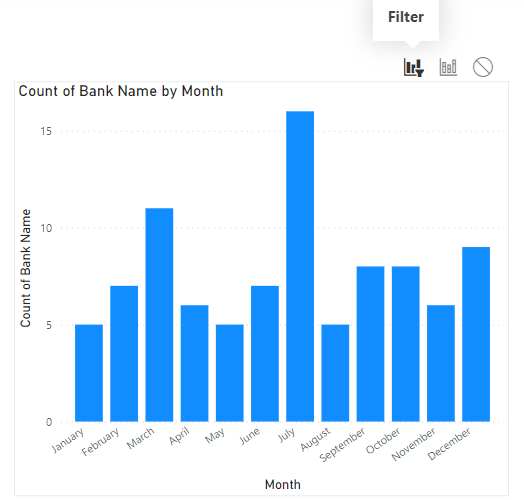 Filter
Count of Bank Name by Month
Count of Bank Name
15
10
5
0
January
February
March
April
May
June
July
August
September
October
November
December
Month